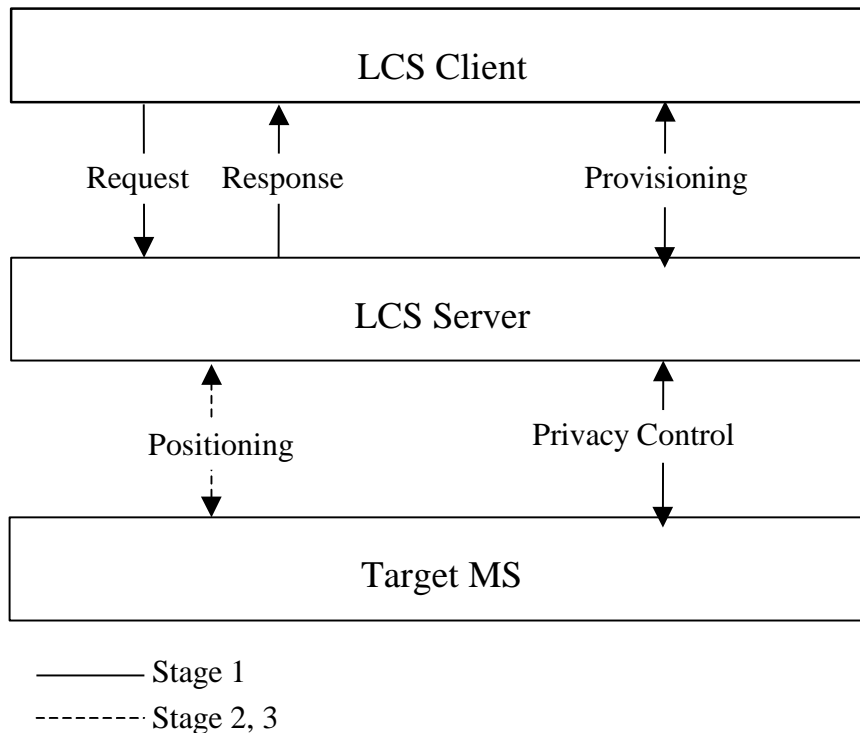 LCS Client
Request Response Provisioning
LCS Server
Positioning Privacy Control
Target MS
Stage 1
Stage 2, 3